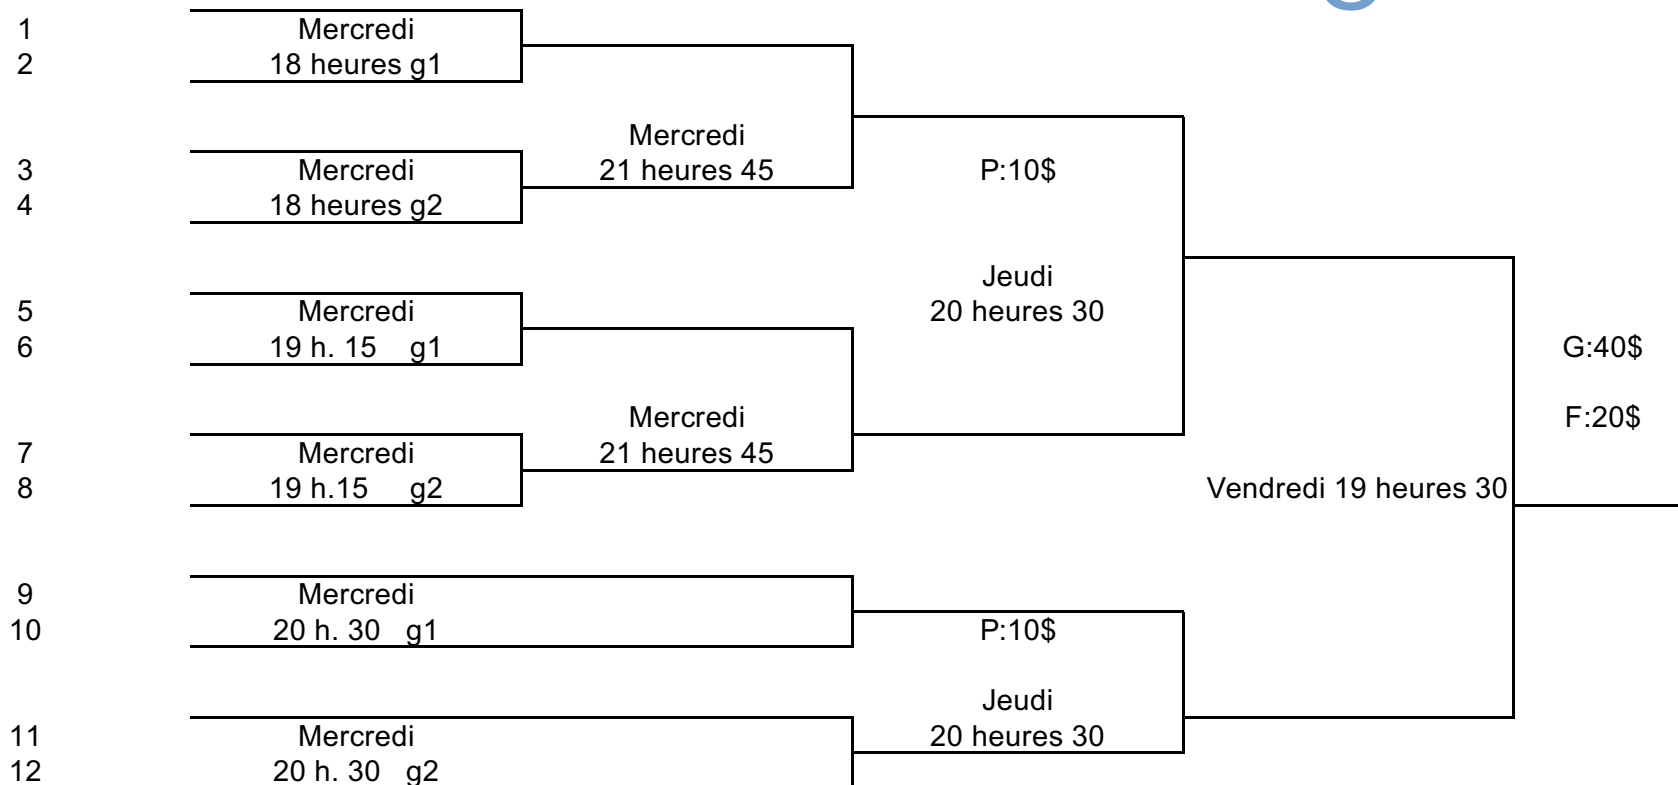 1 Mercredi
2 18 heures g1
Mercredi
3 Mercredi 21 heures 45 P:10$
4 18 heures g2
Jeudi
5 Mercredi 20 heures 30
6 19 h. 15 g1 G:40$
Mercredi F:20$
7 Mercredi 21 heures 45
8 19 h.15 g2 Vendredi 19 heures 30
9 Mercredi
10 20 h. 30 g1 P:10$
Jeudi
11 Mercredi 20 heures 30
12 20 h. 30 g2